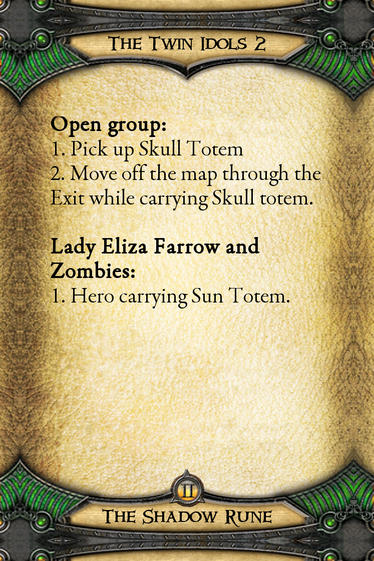 The Twin Idols 2
Open group:
1. Pick up Skull Totem
2. Move off the map through the
Exit while carrying Skull totem.
Lady Eliza Farrow and
Zombies:
1. Hero carrying Sun Totem.
II
The Shadow Rune